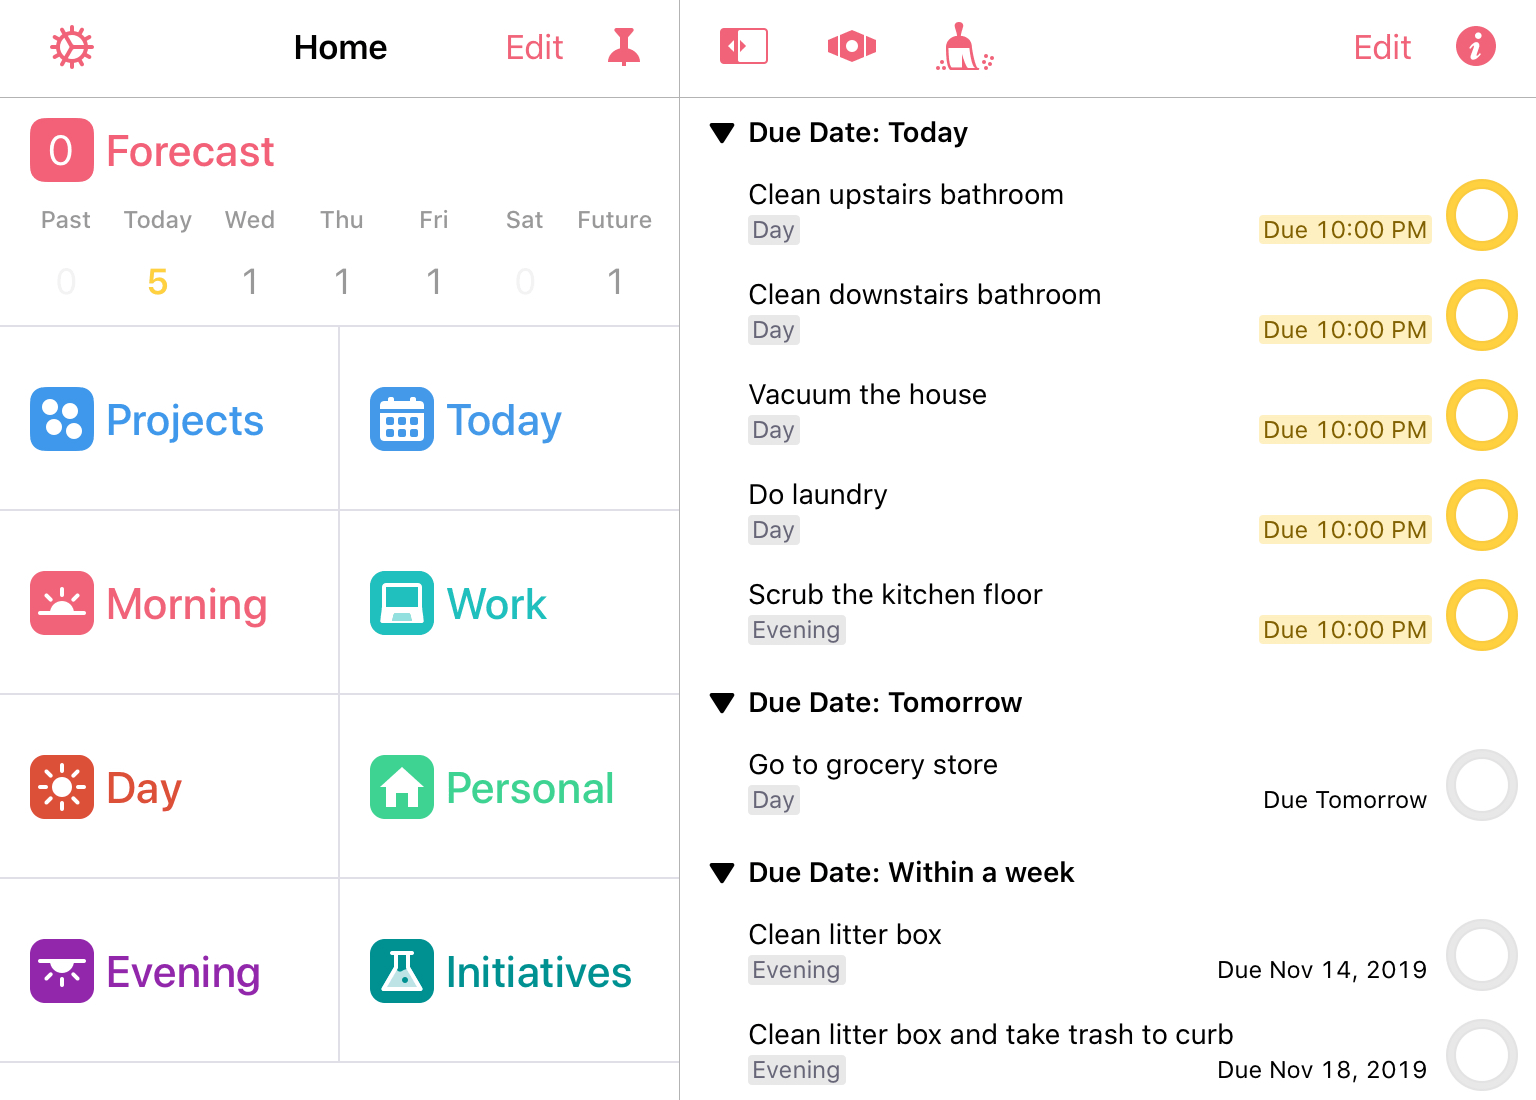 Home
Edit
0
Forecast
Past Today Wed Thu Fri Sat Future
0 5 1 1 1 0 1
Projects
Today
Morning
Work
Day
Personal
Evening
Initiatives
Edit
i
Due Date: Today
Clean upstairs bathroom
Day
Due 10:00 PM
Clean downstairs bathroom
Day
Due 10:00 PM
Vacuum the house
Day
Due 10:00 PM
Do laundry
Day
Due 10:00 PM
Scrub the kitchen floor
Evening
Due 10:00 PM
Due Date: Tomorrow
Go to grocery store
Day
Due Tomorrow
Due Date: Within a week
Clean litter box
Evening
Due Nov 14, 2019
Clean litter box and take trash to curb
Evening
Due Nov 18, 2019